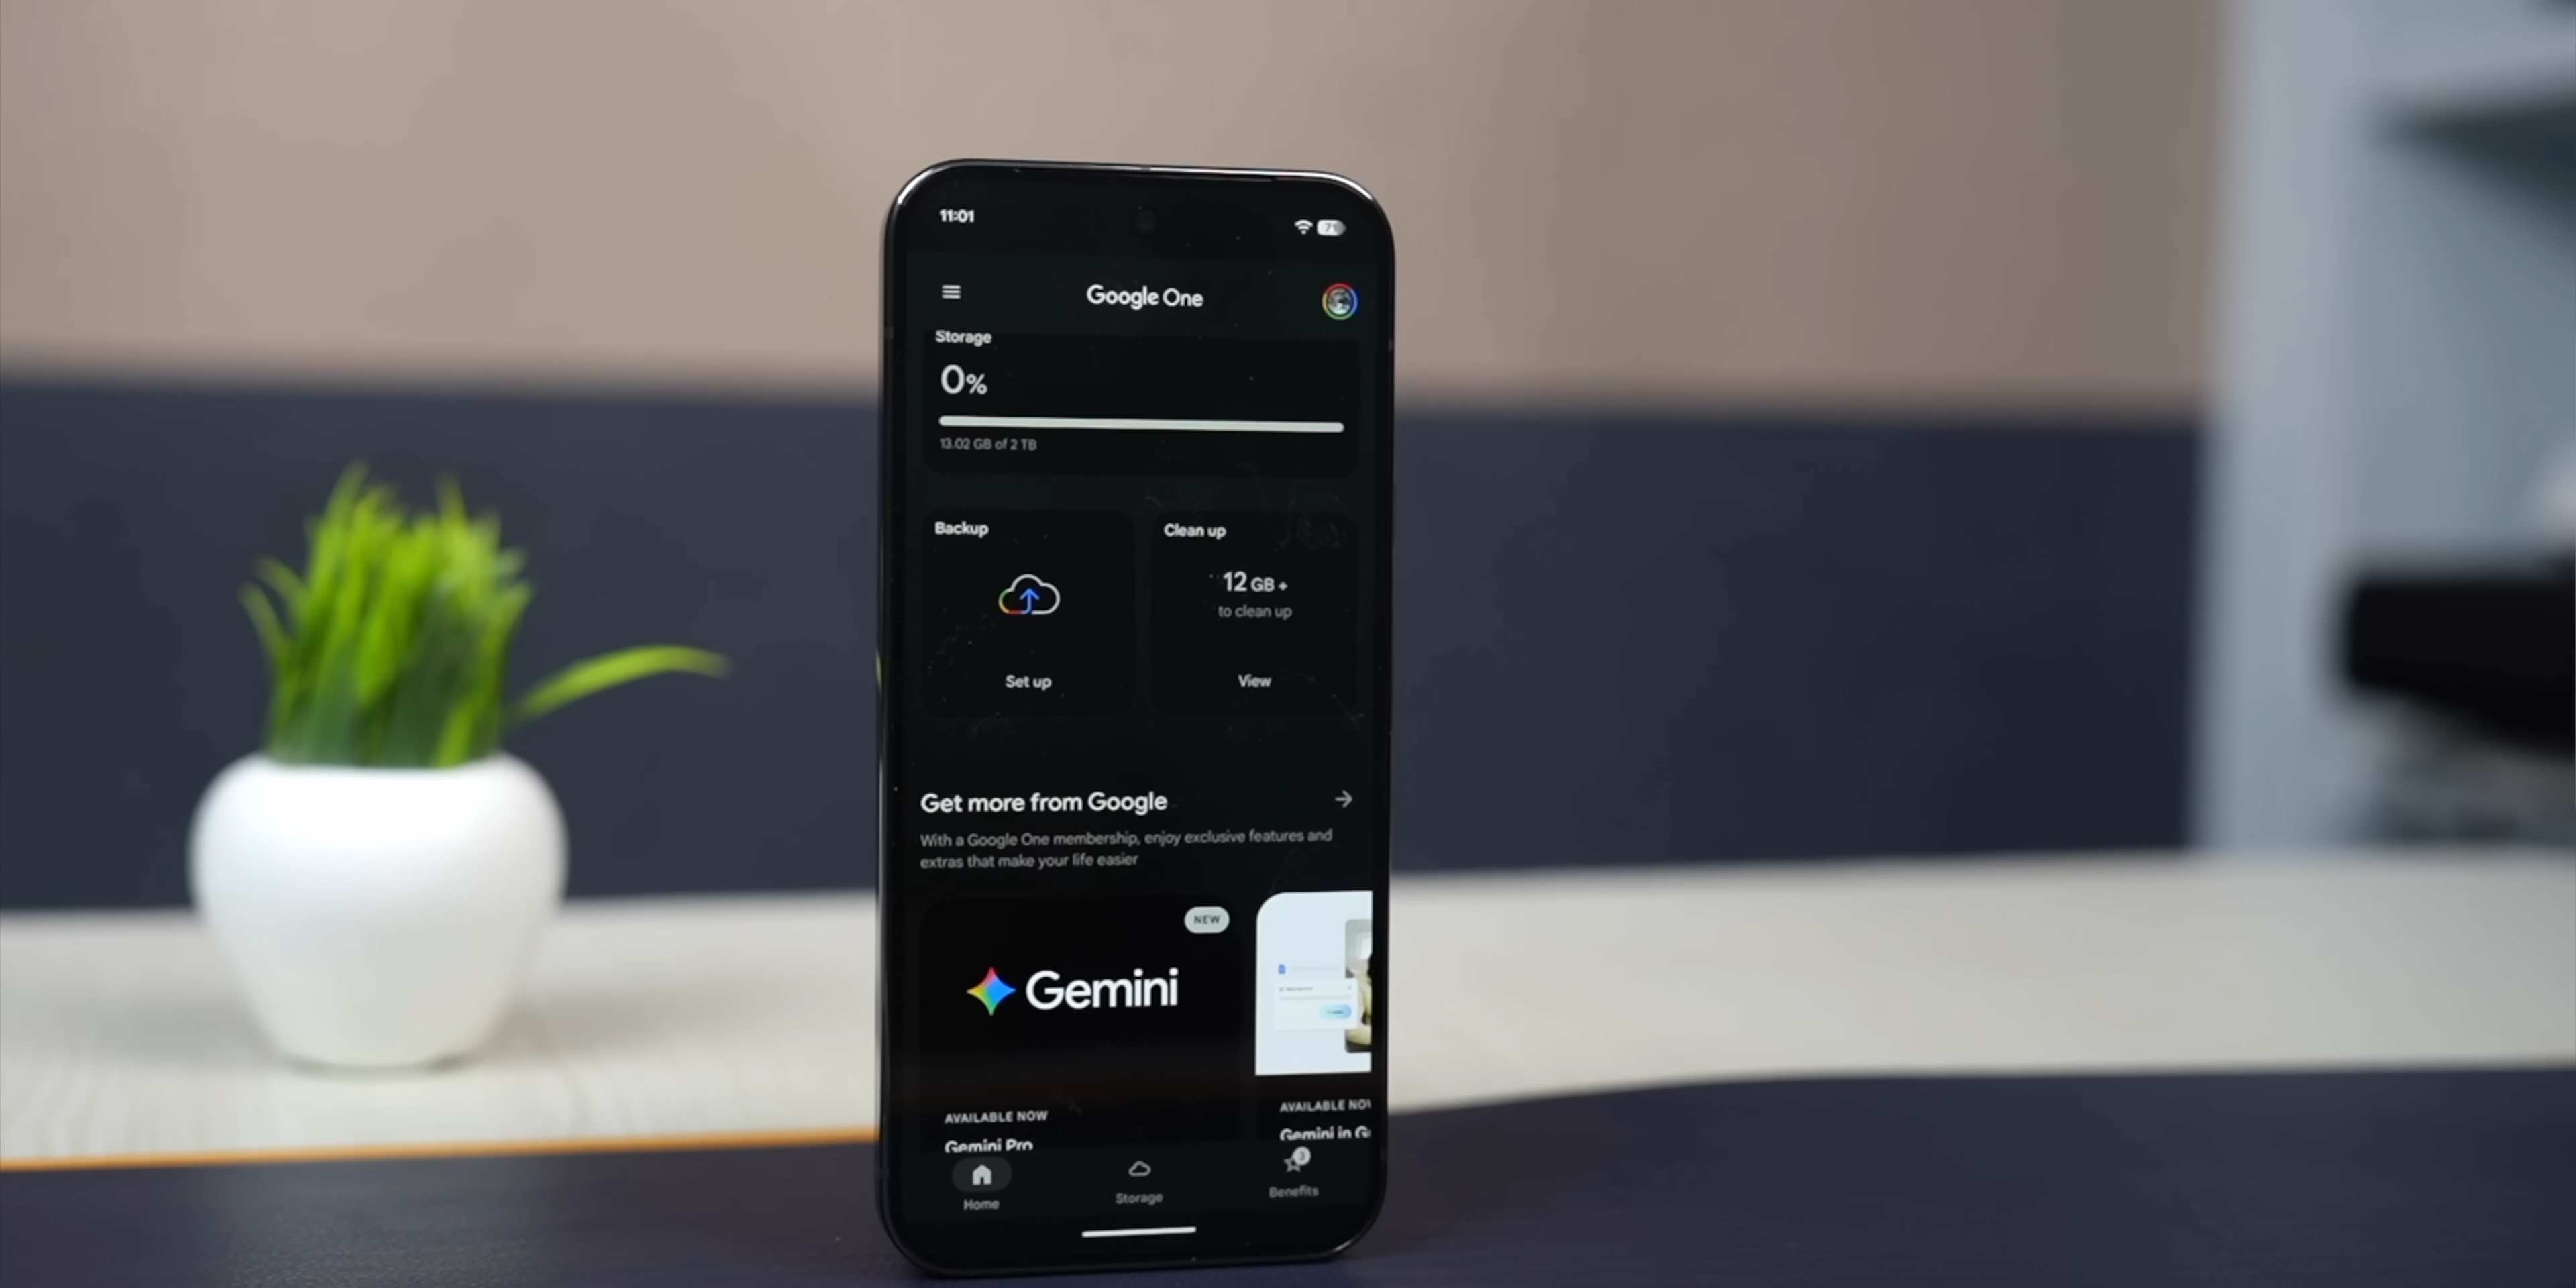 11:01
71
Google One
Storage
0%
13.02 GB of 2 TB
Backup
Clean up
12 GB +
to clean up
Set up
View
Get more from Google
With a Google One membership, enjoy exclusive features and
extras that make your life easier
NEW
Gemini
AVAILABLE NOW
Gemini Pro
AVAILABLE NOW
Gemini in G
Home
Storage
Benefits